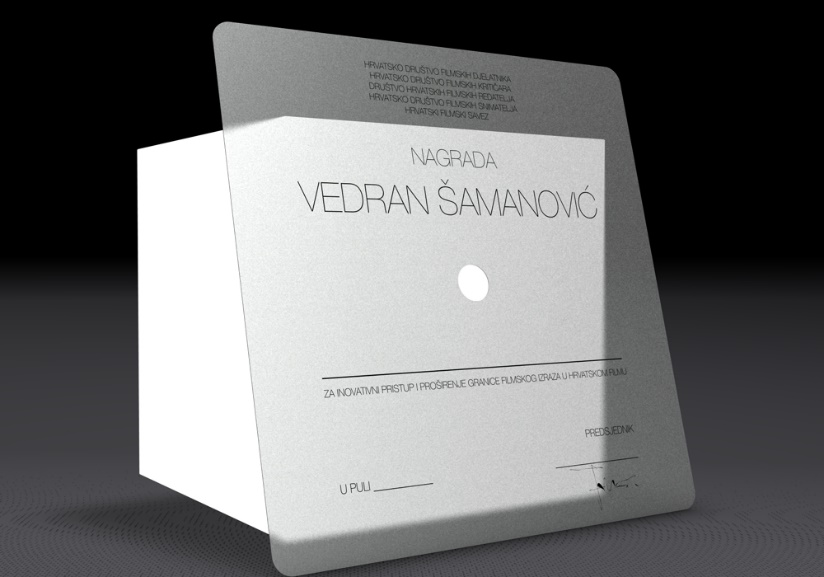 HRVATSKO DRUŠTVO FILMSKIH DJELATNIKA
HRVATSKO DRUŠTVO FILMSKIH KRITIČARA
DRUŠTVO HRVATSKIH FILMSKIH REDATELJA
HRVATSKO DRUŠTVO FILMSKIH SNIMATELJA
HRVATSKI FILMSKI SAVEZ
NAGRADA
VEDRAN ŠAMANOVIĆ
ZA INOVATIVNI PRISTUP I PROŠIRENJE GRANICE FILMSKOG IZRAZA U HRVATSKOM FILMU
PREDSJEDNIK
U PULI